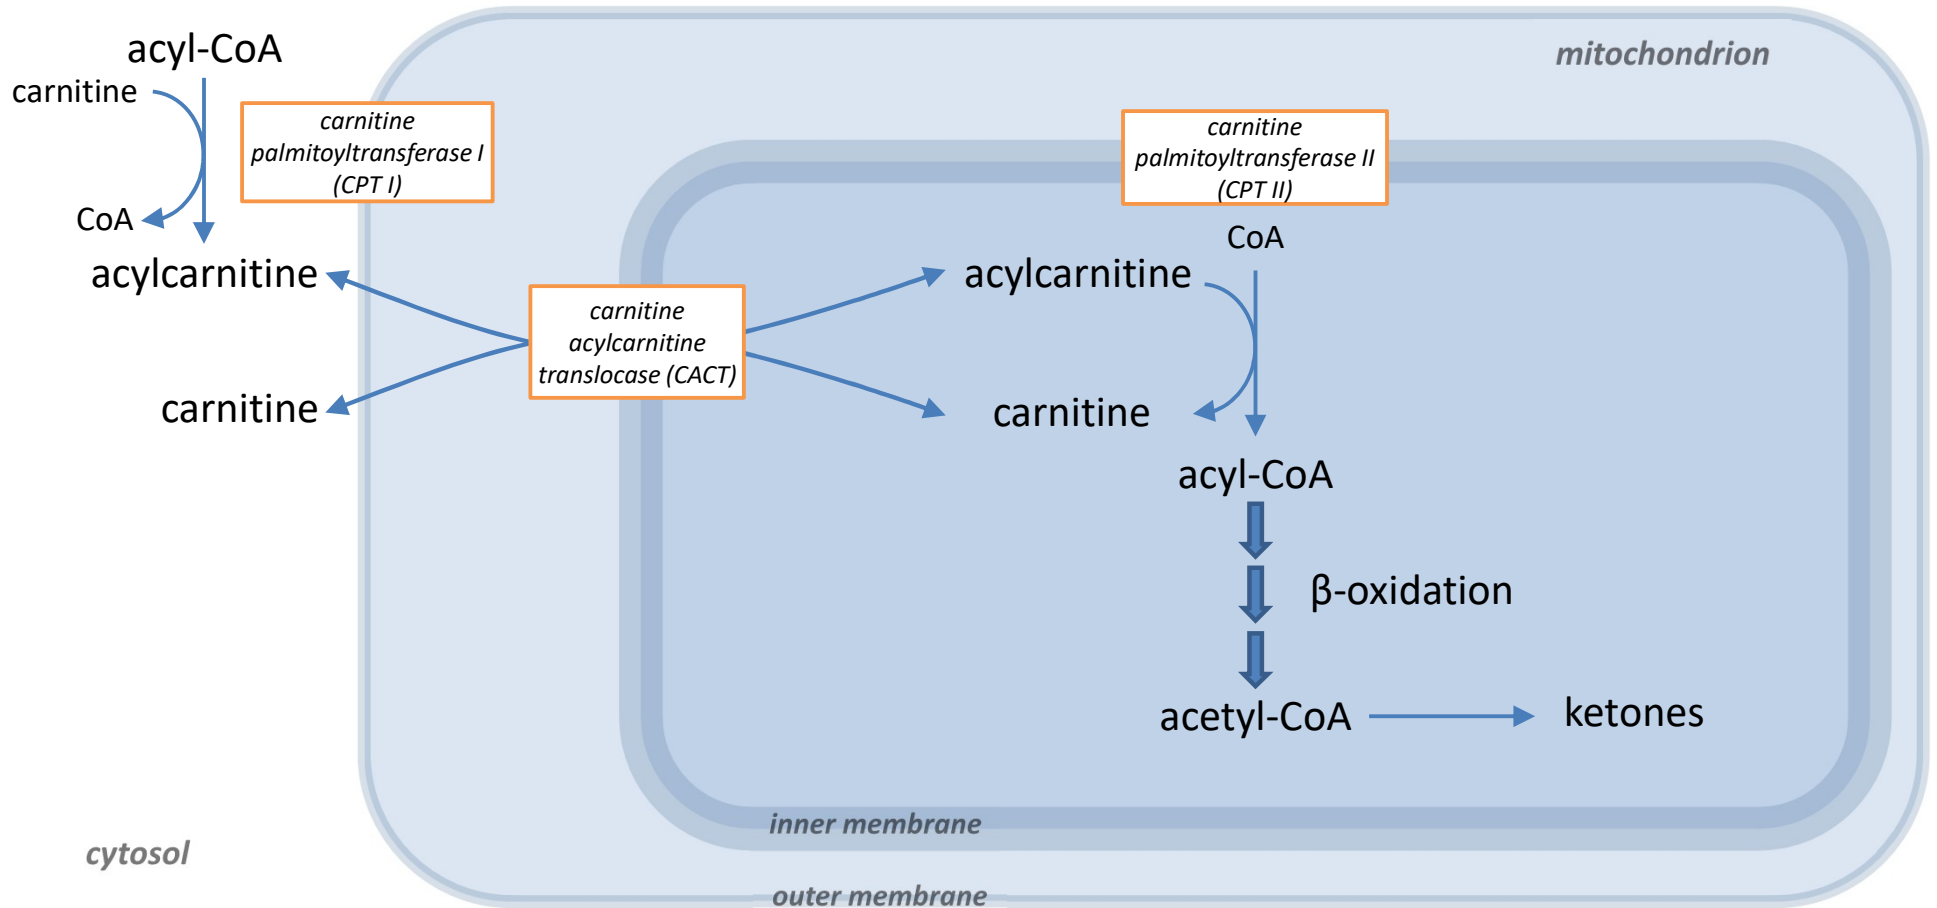 acyl-CoA
mitochondrion
carnitine
carnitine
palmitoyltransferase I
(CPT I)
carnitine
palmitoyltransferase II
(CPT II)
CoA
CoA
acylcarnitine
acylcarnitine
carnitine
acylcarnitine
translocase (CACT)
carnitine
carnitine
acyl-CoA
β-oxidation
acetyl-CoA
ketones
inner membrane
cytosol
outer membrane